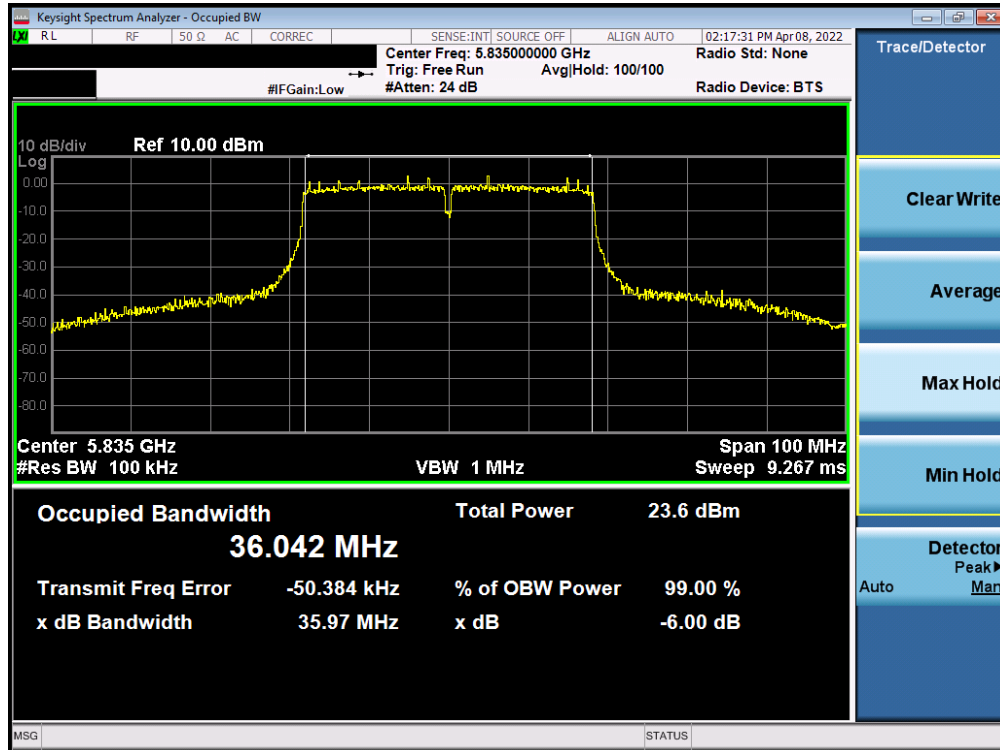 Keysight Spectrum Analyzer - Occupied BW
LXI RL RF 50 Ω AC CORREC SENSE:INT SOURCE OFF ALIGN AUTO 02:17:31 PM Apr 08, 2022
Center Freq: 5.835000000 GHz Radio Std: None
Trig: Free Run Avg|Hold: 100/100
#IFGain:Low #Atten: 24 dB Radio Device: BTS
10 dB/div Ref 10.00 dBm
Log
0.00
-10.0
-20.0
-30.0
-40.0
-50.0
-60.0
-70.0
-80.0
Center 5.835 GHz Span 100 MHz
#Res BW 100 kHz VBW 1 MHz Sweep 9.267 ms
Occupied Bandwidth Total Power 23.6 dBm
36.042 MHz
Transmit Freq Error -50.384 kHz % of OBW Power 99.00 %
x dB Bandwidth 35.97 MHz x dB -6.00 dB
MSG STATUS
Trace/Detector
Clear Write
Average
Max Hold
Min Hold
Detector
Peak▶
Auto Man